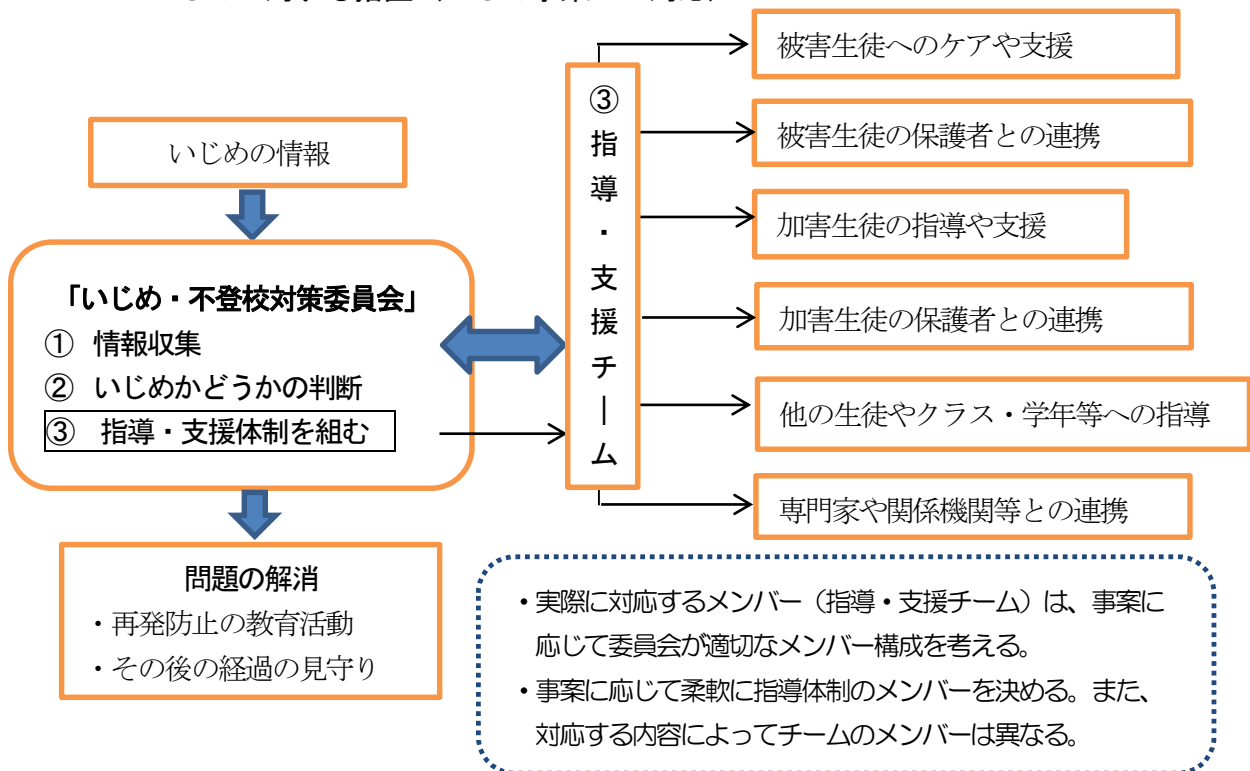 被害生徒へのケアや支援
③指導・支援チーム
いじめの情報
被害生徒の保護者との連携
加害生徒の指導や支援
「いじめ・不登校対策委員会」
① 情報収集
② いじめかどうかの判断
③ 指導・支援体制を組む
加害生徒の保護者との連携
他の生徒やクラス・学年等への指導
専門家や関係機関等との連携
問題の解消
・再発防止の教育活動
・その後の経過の見守り
・実際に対応するメンバー（指導・支援チーム）は、事案に
応じて委員会が適切なメンバー構成を考える。
・事案に応じて柔軟に指導体制のメンバーを決める。また、
対応する内容によってチームのメンバーは異なる。